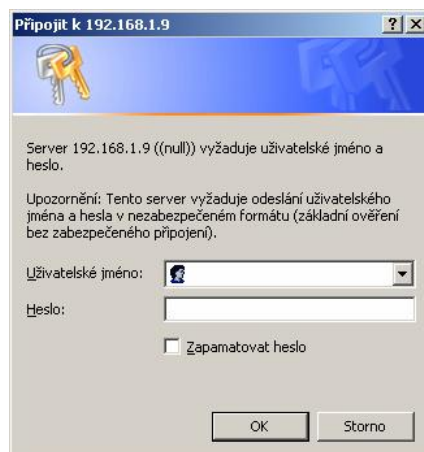 Připojit k 192.168.1.9
Server 192.168.1.9 ((null)) vyžaduje uživatelské jméno a
heslo.
Upozornění: Tento server vyžaduje odeslání uživatelského
jména a hesla v nezabezpečeném formátu (základní ověření
bez zabezpečeného připojení).
Uživatelské jméno:
Heslo:
Zapamatovat heslo
OK Storno